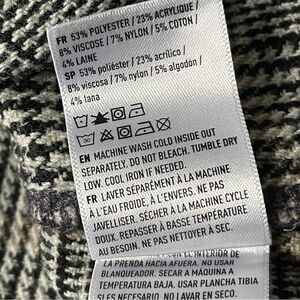 FR 53% POLYESTER / 23% ACRYLIQUE /
8% VISCOSE / 7% NYLON / 5% COTON /
4% LAINE
SP 53% poliéster / 23% acrílico /
8% viscosa / 7% nylon / 5% algodón /
4% lana
EN MACHINE WASH COLD INSIDE OUT
SEPARATELY. DO NOT BLEACH. TUMBLE DRY
LOW. COOL IRON IF NEEDED.
FR LAVER SÉPARÉMENT À LA MACHINE
À L'EAU FROIDE, À L'ENVERS. NE PAS
JAVELLISER. SÉCHER À LA MACHINE CYCLE
DOUX. REPASSER À BASSE TEMPÉRATURE
AU BESOIN. NE PAS NETTOYER À SEC.
EL INTERIOR DE
LA PRENDA HACIA AFUERA. NO USAR
BLANQUEADOR. SECAR A MÁQUINA A
TEMPERATURA BAJA. USAR PLANCHA TIBIA
SI ES NECESARIO. NO LAVAR EN SECO.